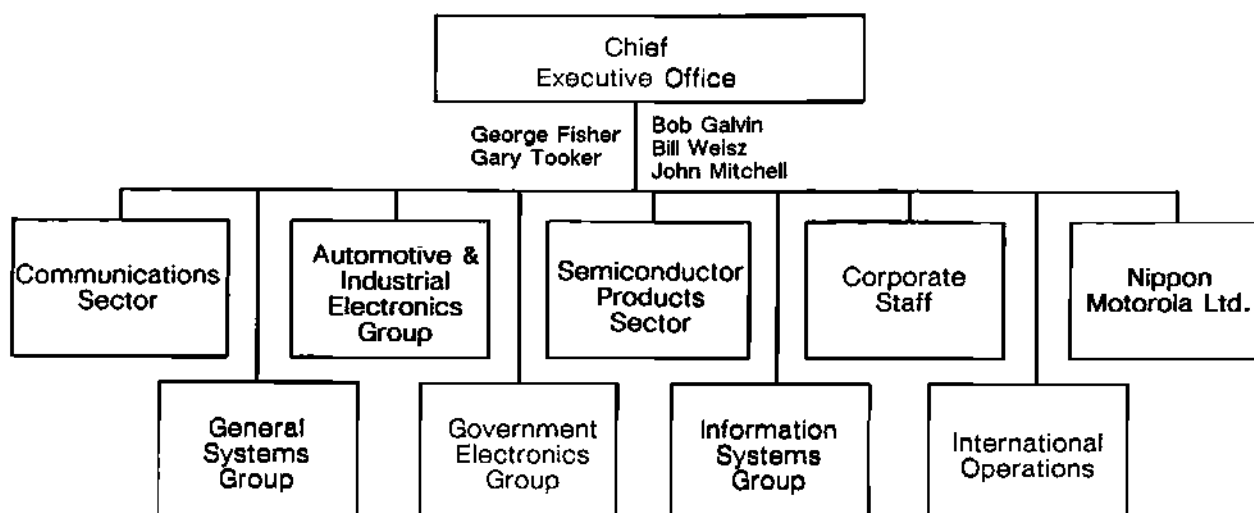 Chief
Executive Office
George Fisher
Gary Tooker
Bob Galvin
Bill Weisz
John Mitchell
Communications
Sector
Automotive &
Industrial
Electronics
Group
Semiconductor
Products
Sector
Corporate
Staff
Nippon
Motorola Ltd.
General
Systems
Group
Government
Electronics
Group
Information
Systems
Group
International
Operations